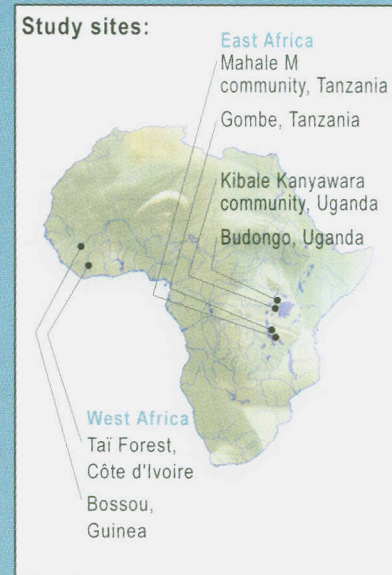 Study sites:
East Africa
Mahale M
community, Tanzania
Gombe, Tanzania
Kibale Kanyawara
community, Uganda
Budongo, Uganda
West Africa
Taï Forest,
Côte d'Ivoire
Bossou,
Guinea